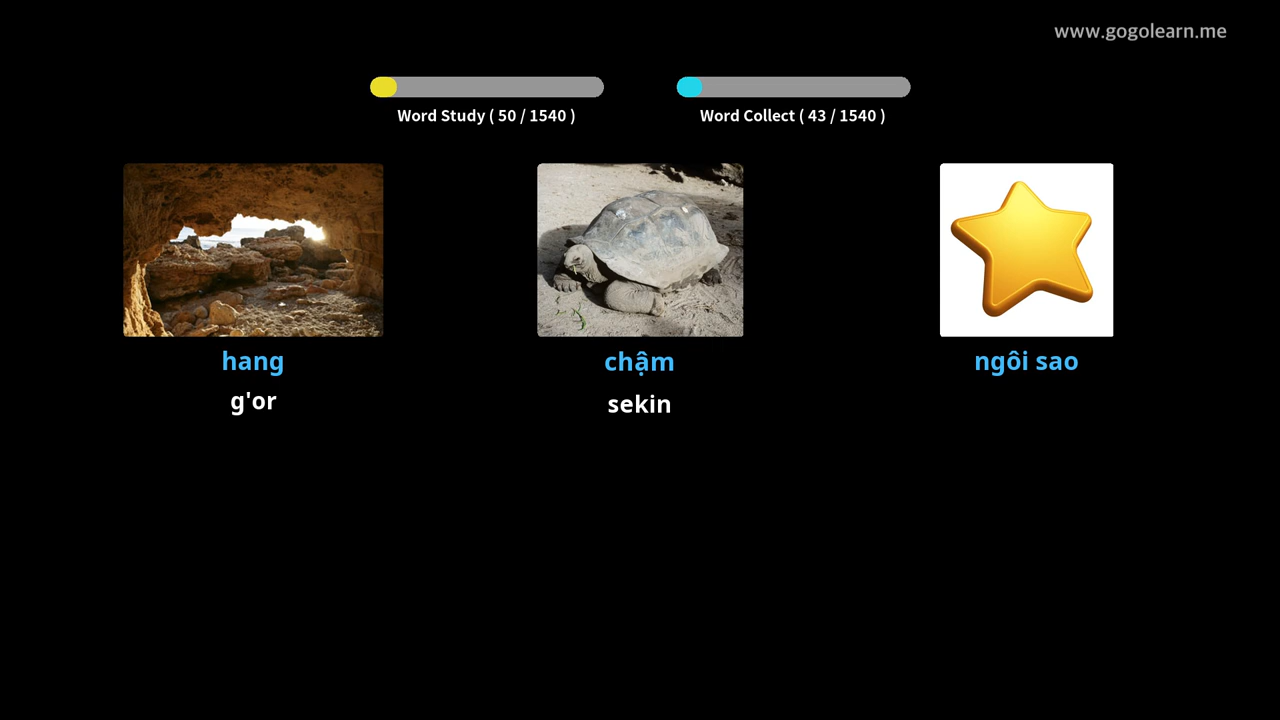 www.gogolearn.me
Word Study ( 50 / 1540 )
Word Collect ( 43 / 1540 )
hang
chậm
ngôi sao
g'or
sekin